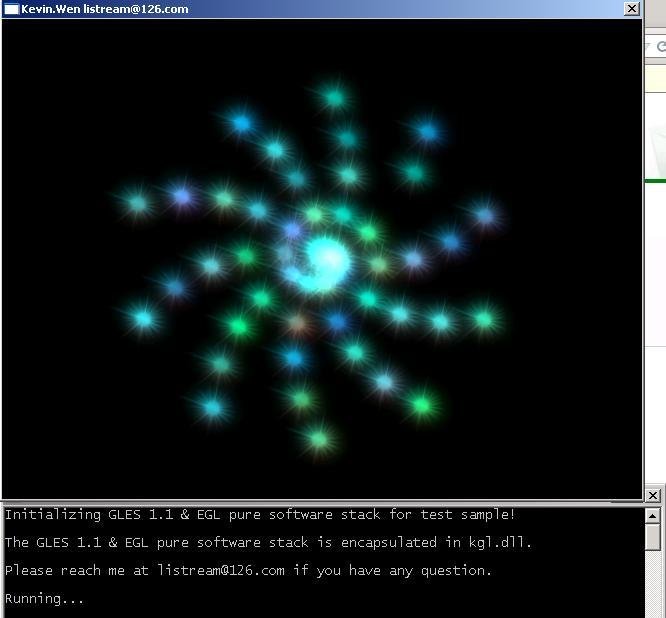 Kevin.Wen listream@126.com
Initializing GLES 1.1 & EGL pure software stack for test sample!
The GLES 1.1 & EGL pure software stack is encapsulated in kgl.dll.
Please reach me at listream@126.com if you have any question.
Running...